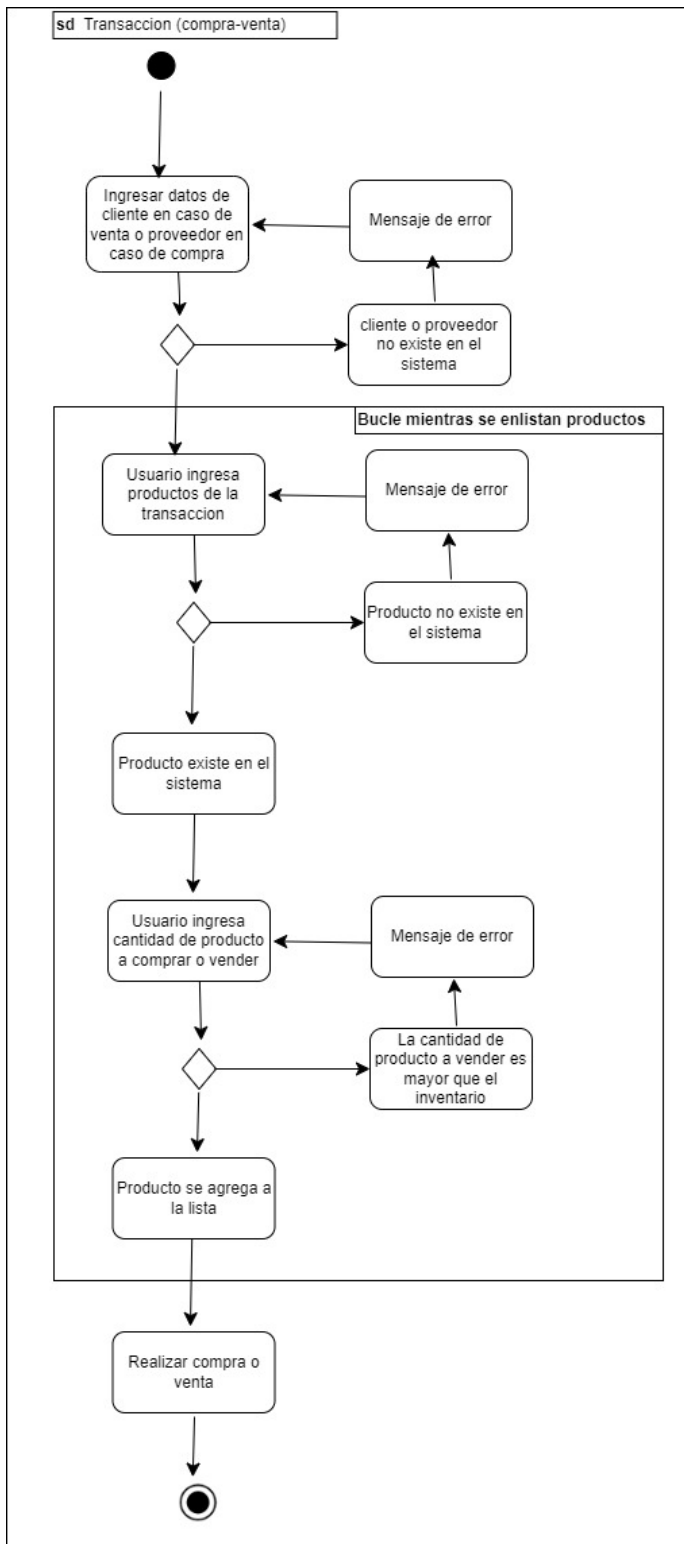 sd Transaccion (compra-venta)
Ingresar datos de
cliente en caso de
venta o proveedor en
caso de compra
Mensaje de error
cliente o proveedor
no existe en el
sistema
Bucle mientras se enlistan productos
Usuario ingresa
productos de la
transaccion
Mensaje de error
Producto no existe en
el sistema
Producto existe en el
sistema
Usuario ingresa
cantidad de producto
a comprar o vender
Mensaje de error
La cantidad de
producto a vender es
mayor que el
inventario
Producto se agrega a
la lista
Realizar compra o
venta